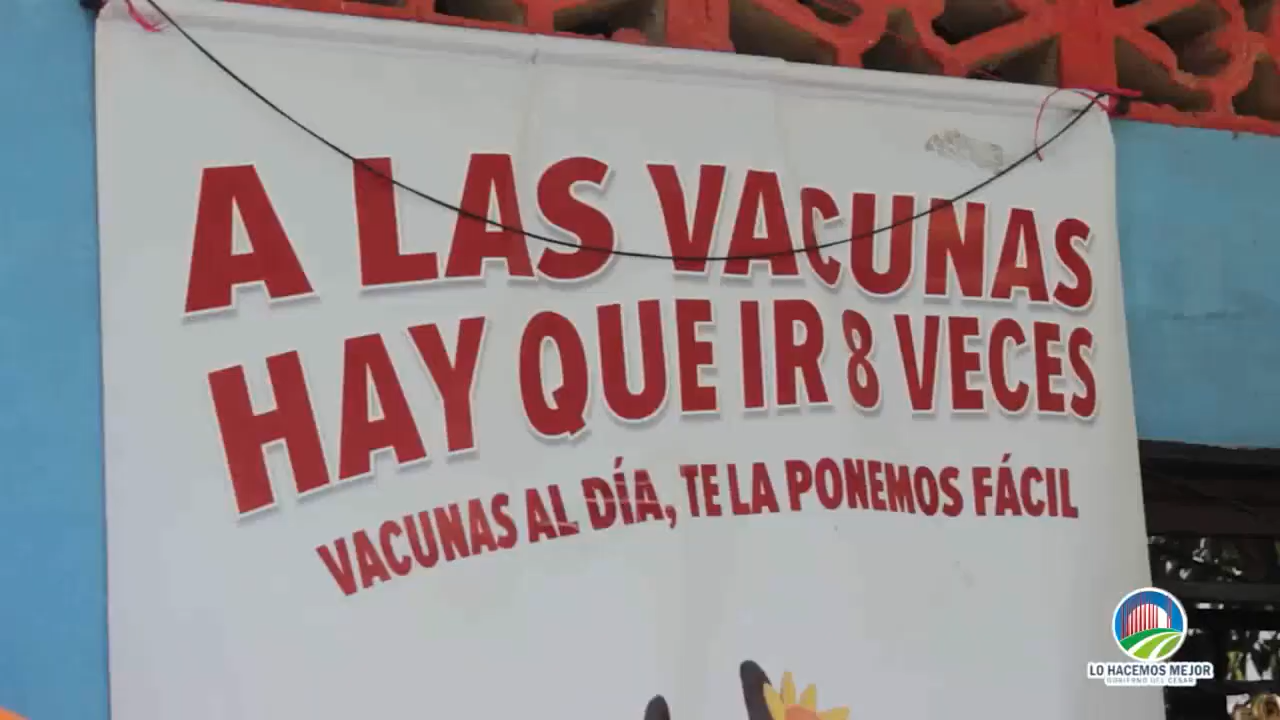 A LAS VACUNAS
HAY QUE IR 8 VECES
VACUNAS AL DÍA, TE LA PONEMOS FÁCIL
LO HACEMOS MEJOR
GOBIERNO DEL CESAR